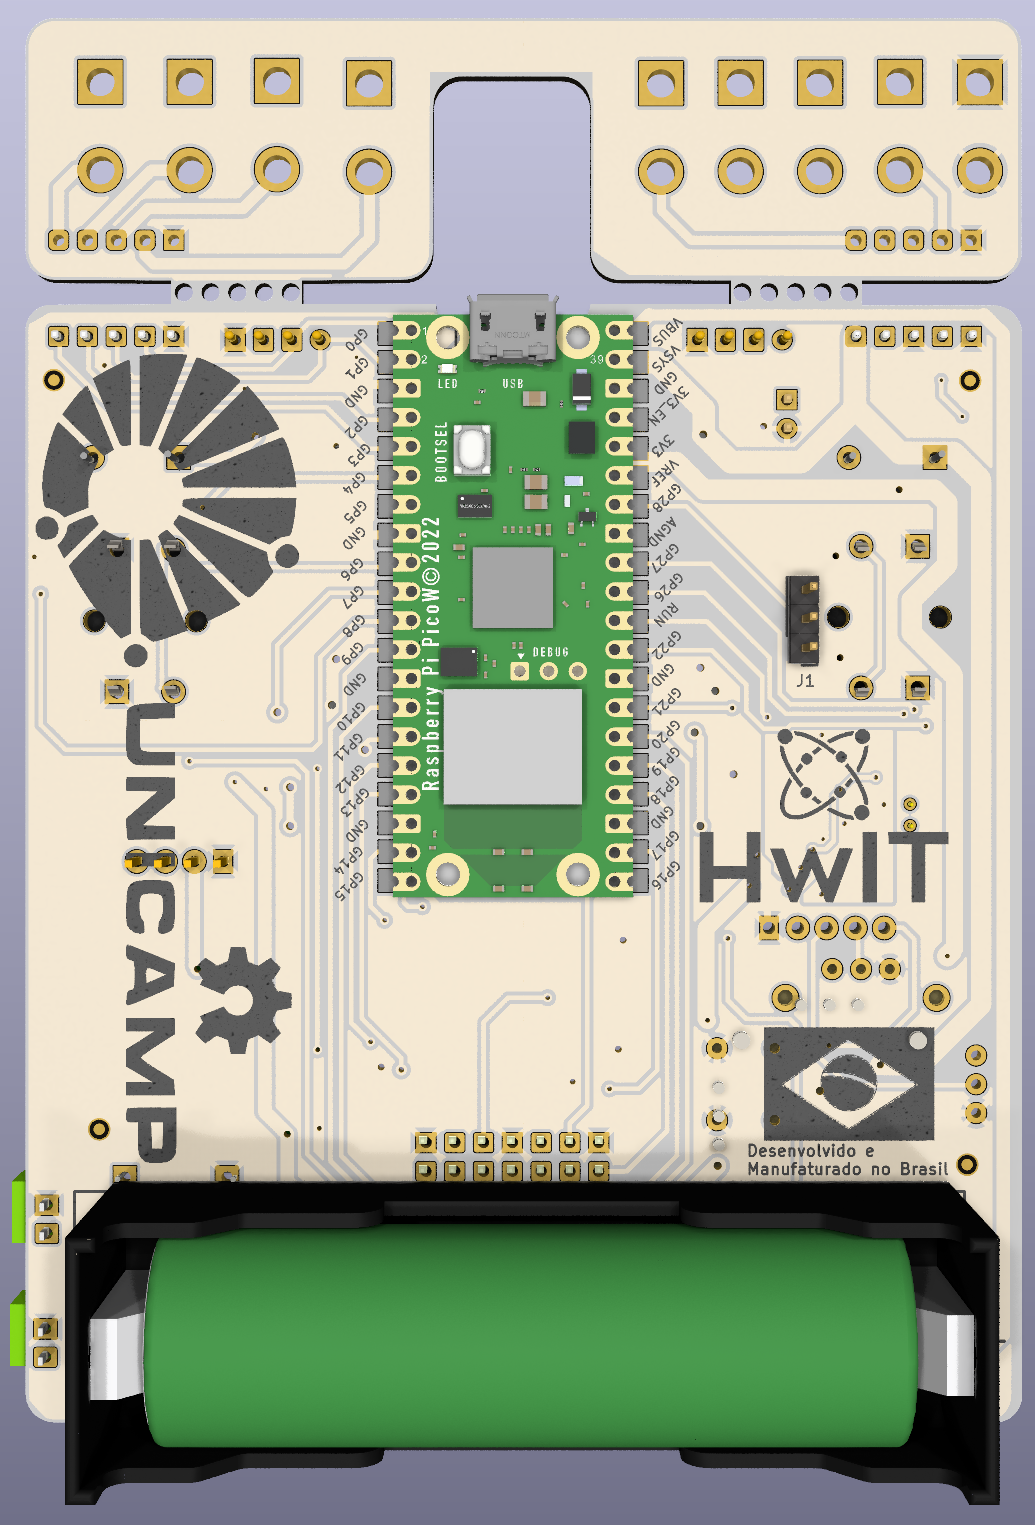 1
2
39
LED
USB
BOOTSEL
Raspberry Pi PicoW©2022
DEBUG
GP0
GP1
GND
GP2
GP3
GP4
GP5
GND
GP6
GP7
GP8
GP9
GND
GP10
GP11
GP12
GP13
GND
GP14
GP15
VBUS
VSYS
GND
3V3_EN
3V3
VREF
GP28
AGND
GP27
GP26
RUN
GP22
GND
GP21
GP20
GP19
GP18
GND
GP17
GP16
J1
UNICAMP
HwIT
Desenvolvido e
Manufaturado no Brasil